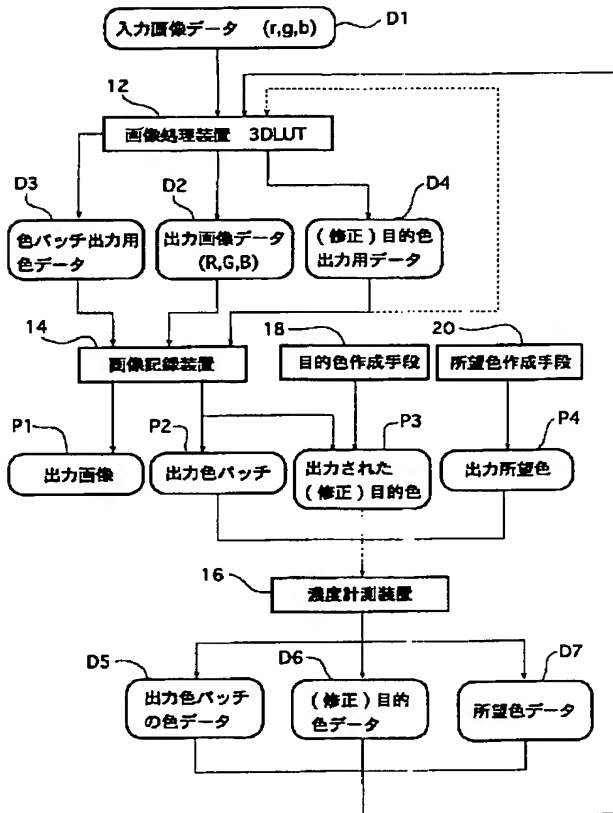 入力画像データ (r,g,b)
D1
12
画像処理装置 3DLUT
D3
D2
D4
色パッチ出力用
色データ
出力画像データ
(R,G,B)
(修正)目的色
出力用データ
14
画像記録装置
18
目的色作成手段
20
所望色作成手段
P1
出力画像
P2
出力色パッチ
P3
出力された
(修正)目的色
P4
出力所望色
16
濃度計測装置
D5
出力色パッチ
の色データ
D6
(修正)目的
色データ
D7
所望色データ